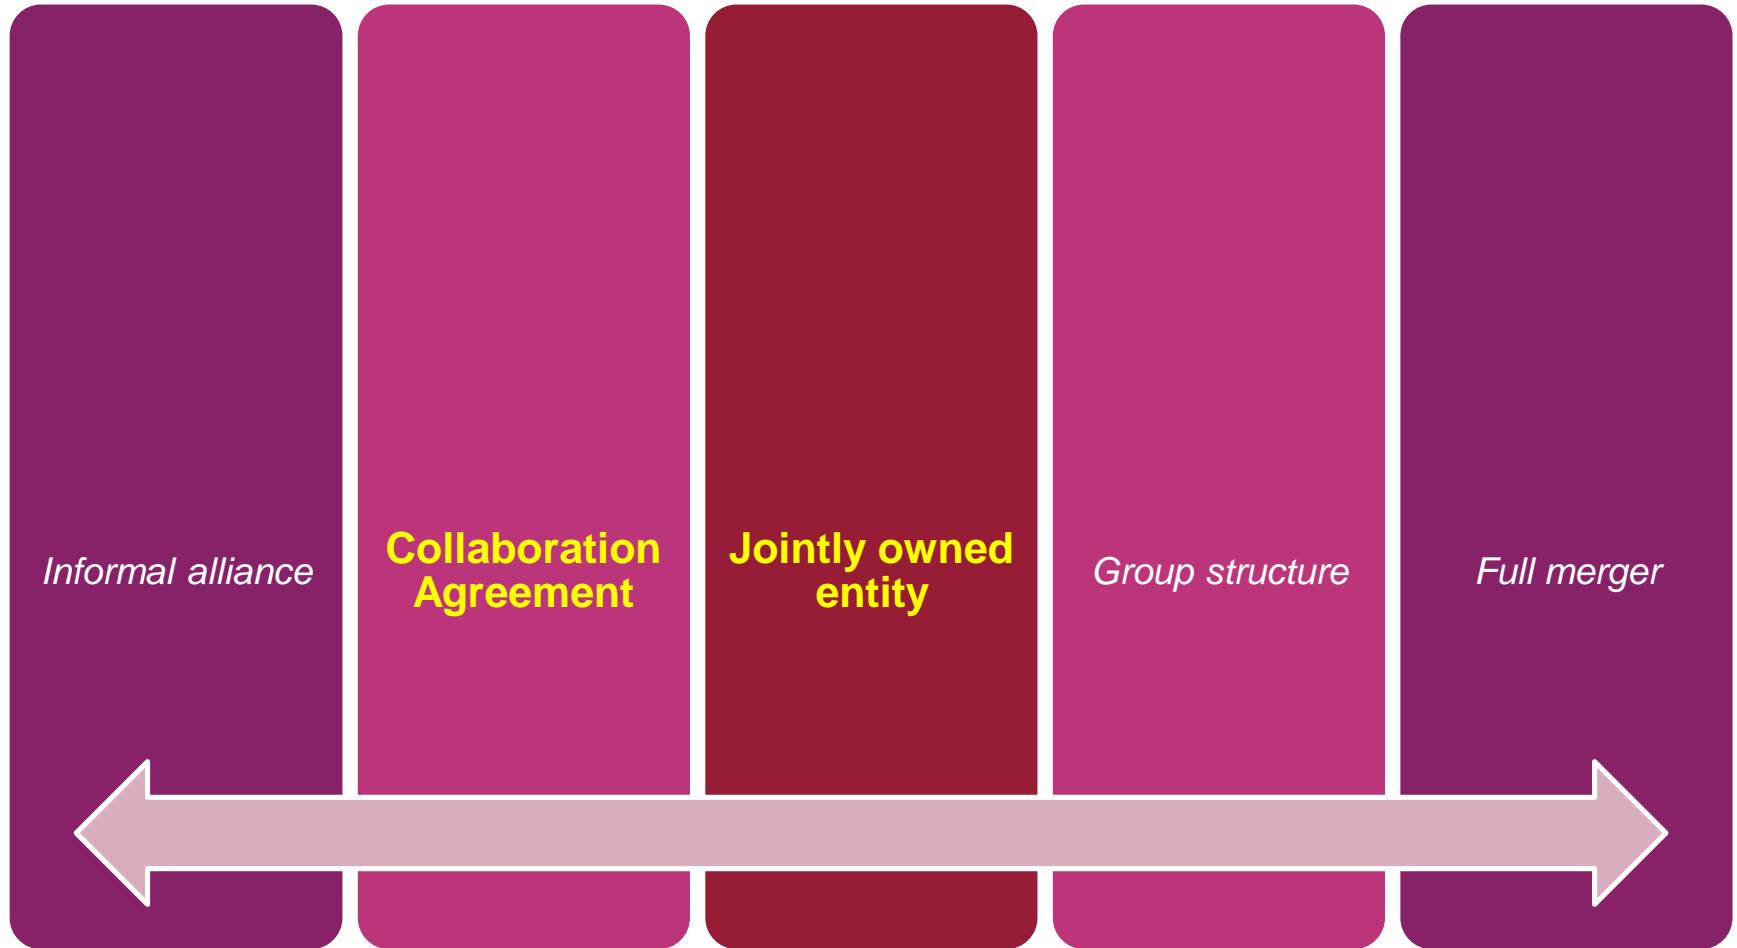 Informal alliance
Collaboration
Agreement
Jointly owned
entity
Group structure
Full merger